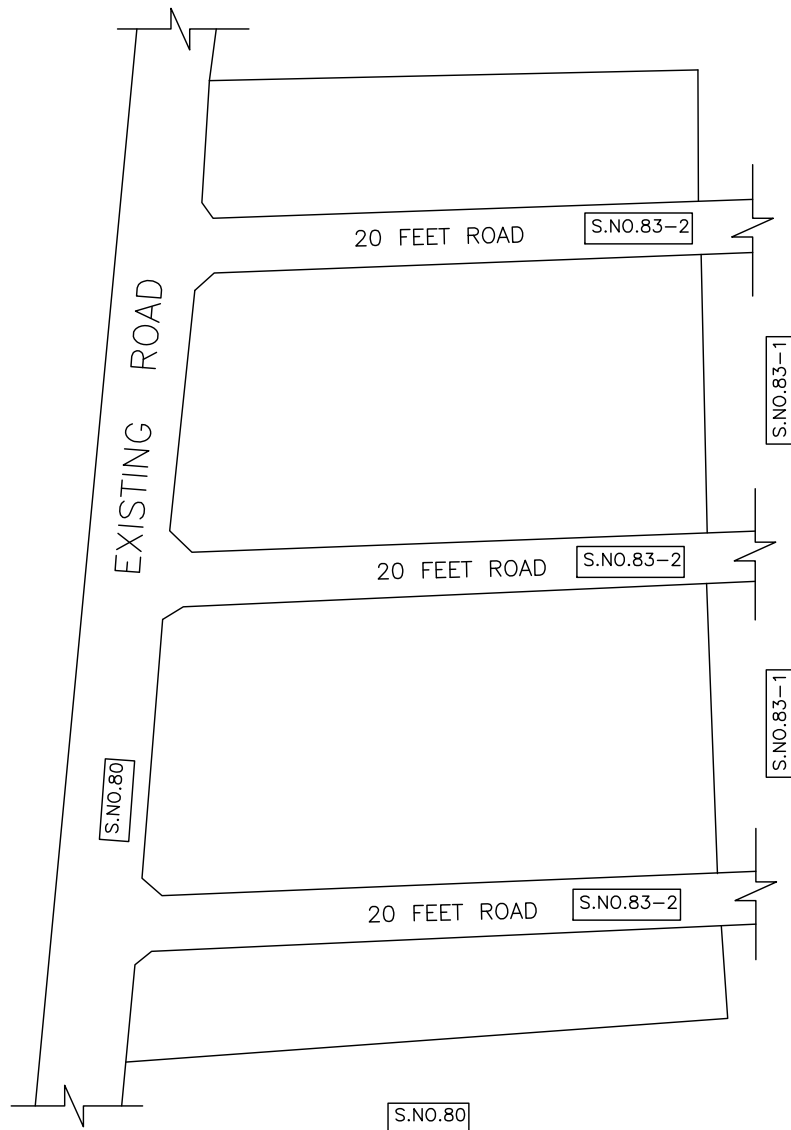 20 FEET ROAD
S.NO.83-2
EXISTING ROAD
S.NO.83-1
20 FEET ROAD
S.NO.83-2
S.NO.83-1
S.NO.80
20 FEET ROAD
S.NO.83-2
S.NO.80